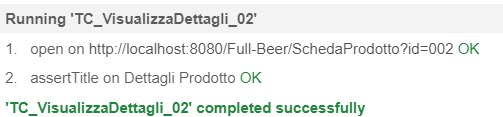 Running 'TC_VisualizzaDettagli_02'
1. open on http://localhost:8080/Full-Beer/SchedaProdotto?id=002 OK
2. assertTitle on Dettagli Prodotto OK
'TC_VisualizzaDettagli_02' completed successfully